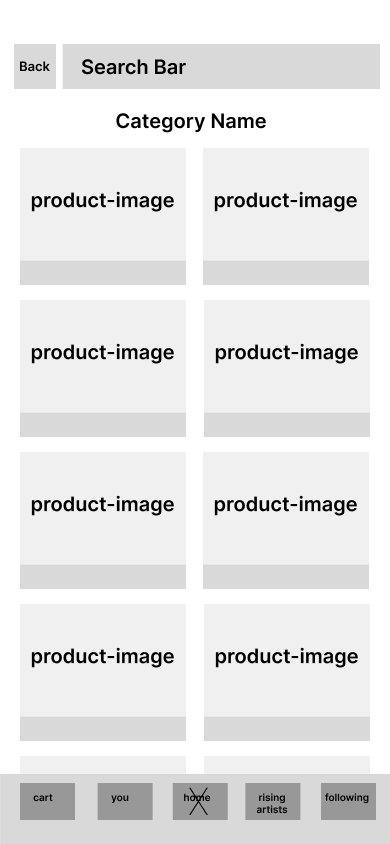 Back
Search Bar
Category Name
product-image
product-image
product-image
product-image
product-image
product-image
product-image
product-image
cart
you
home
rising
artists
following